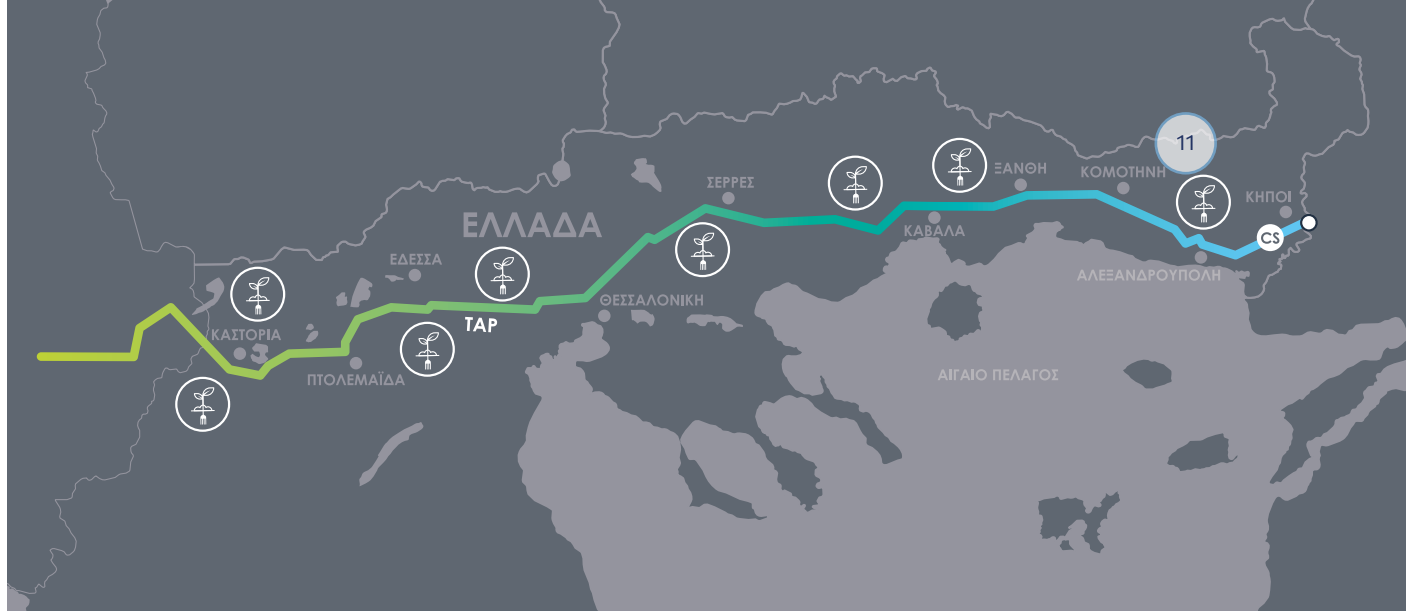 11
ΞΑΝΘΗ
ΚΟΜΟΤΗΝΗ
ΣΕΡΡΕΣ
ΚΗΠΟΙ
ΕΛΛΑΔΑ
ΚΑΒΑΛΑ
CS
ΕΔΕΣΣΑ
ΑΛΕΞΑΝΔΡΟΥΠΟΛΗ
ΘΕΣΣΑΛΟΝΙΚΗ
TAP
ΚΑΣΤΟΡΙΑ
ΑΙΓΑΙΟ ΠΕΛΑΓΟΣ
ΠΤΟΛΕΜΑΪΔΑ